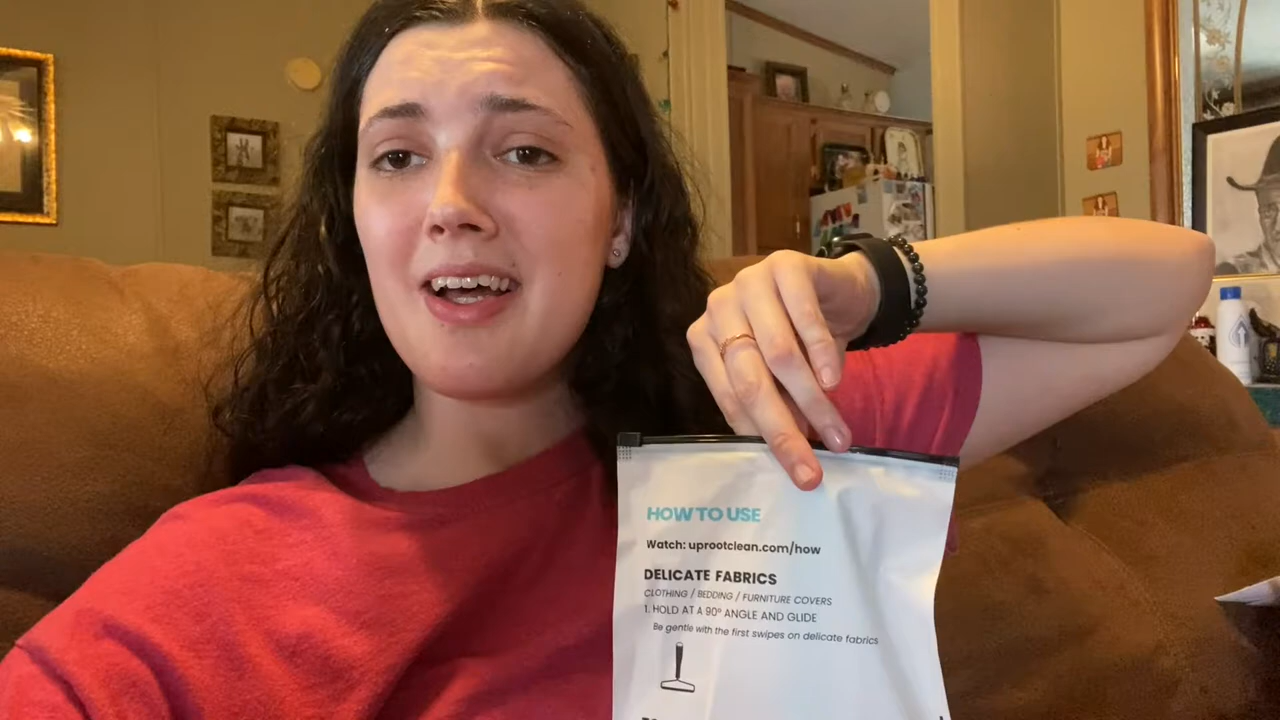 HOW TO USE
Watch: uprootclean.com/how
DELICATE FABRICS
CLOTHING / BEDDING / FURNITURE COVERS
1. HOLD AT A 90° ANGLE AND GLIDE
Be gentle with the first swipes on delicate fabrics